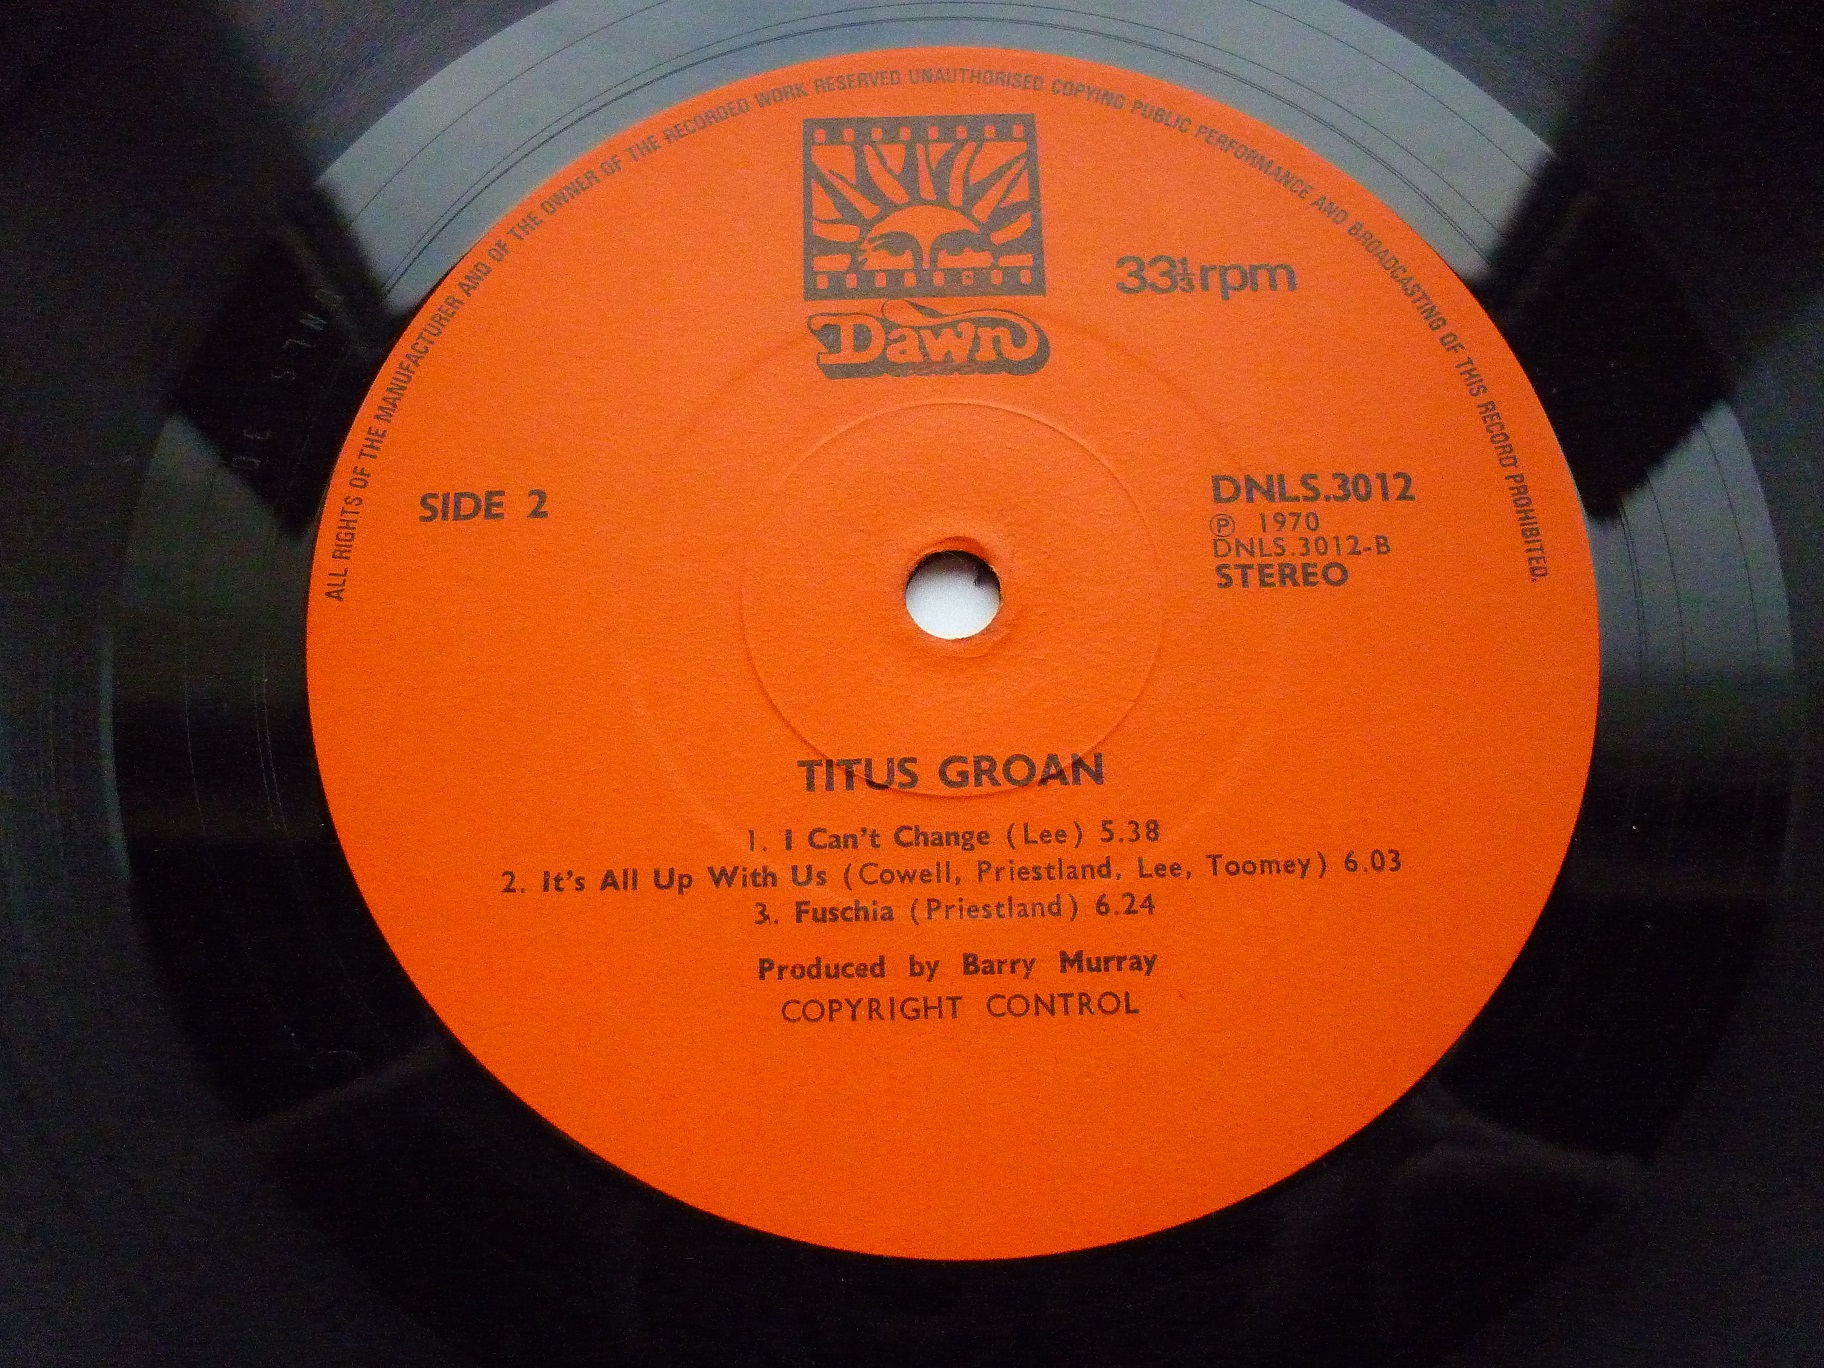 ALL RIGHTS OF THE MANUFACTURER AND OF THE OWNER OF THE RECORDED WORK RESERVED UNAUTHORISED COPYING PUBLIC PERFORMANCE AND BROADCASTING OF THIS RECORD PROHIBITED.
Dawn
33⅓rpm
SIDE 2
DNLS.3012
℗ 1970
DNLS.3012-B
STEREO
TITUS GROAN
1. I Can't Change (Lee) 5.38
2. It's All Up With Us (Cowell, Priestland, Lee, Toomey) 6.03
3. Fuschia (Priestland) 6.24
Produced by Barry Murray
COPYRIGHT CONTROL